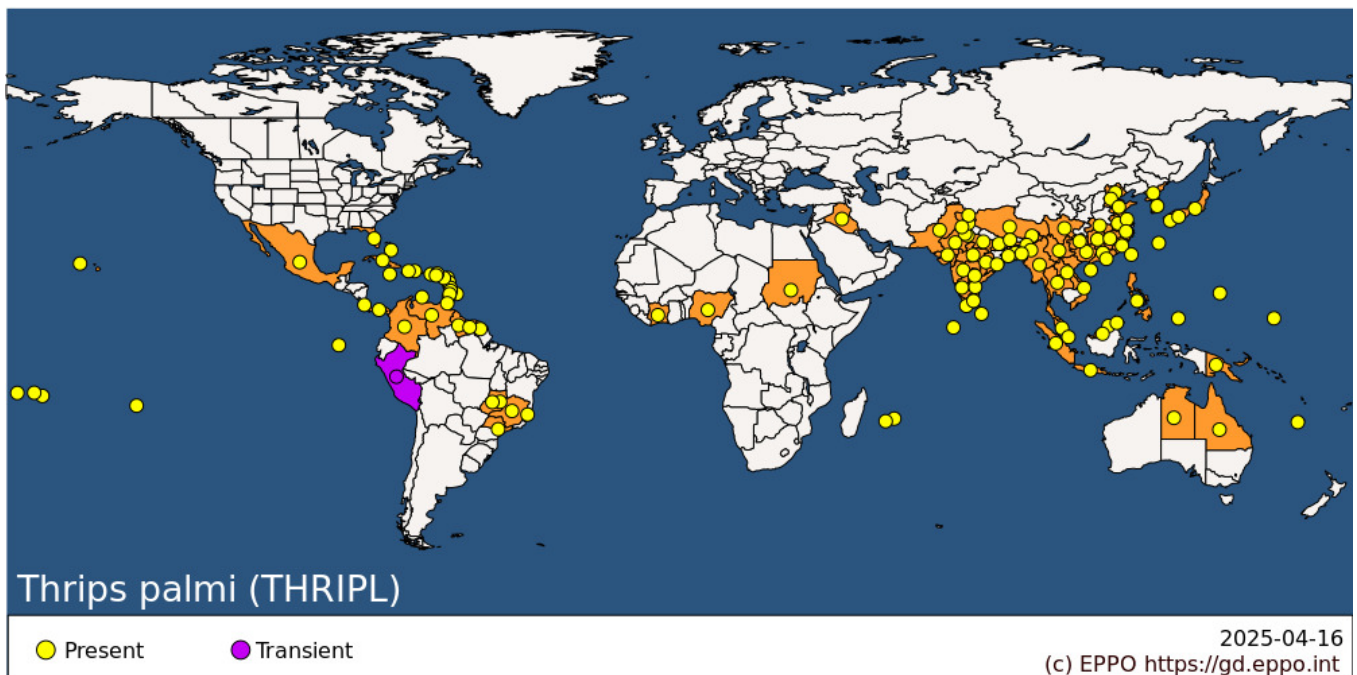 Thrips palmi (THRIPL)
Present
Transient
2025-04-16
(c) EPPO https://gd.eppo.int